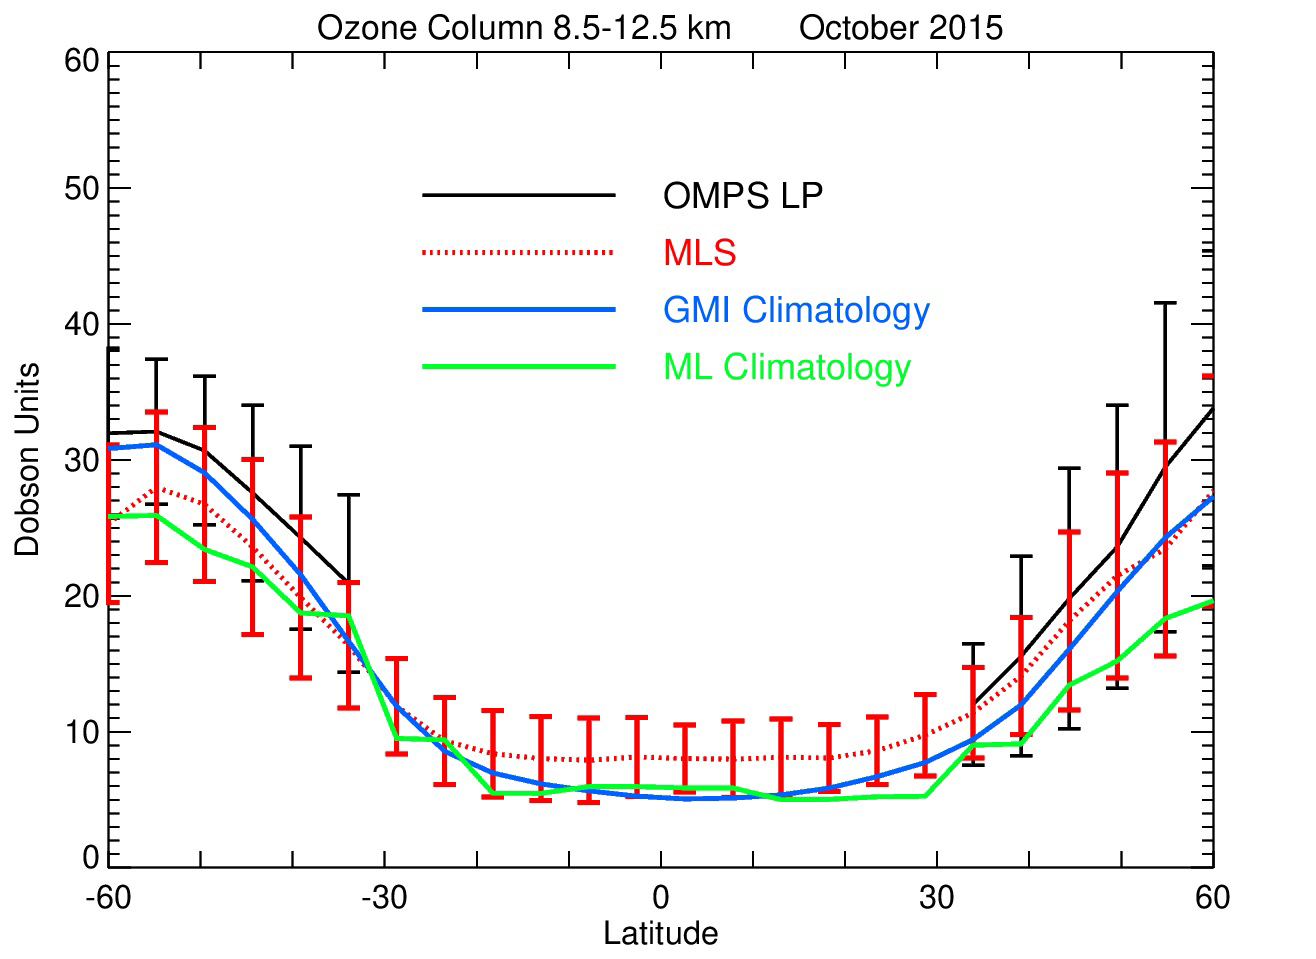 Ozone Column 8.5-12.5 km October 2015
60
50
OMPS LP
MLS
GMI Climatology
40
ML Climatology
Dobson Units
30
20
10
0
-60 -30 0 30 60
Latitude